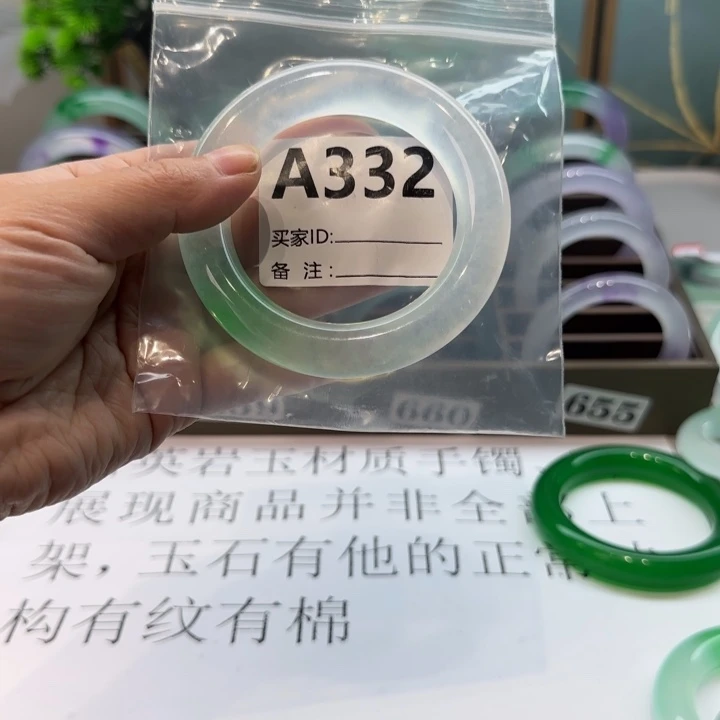 A332
买家ID:
备 注:
660
655
英岩玉材质手镯
展现商品并非全 上
架，玉石有他的正常
构有纹有棉